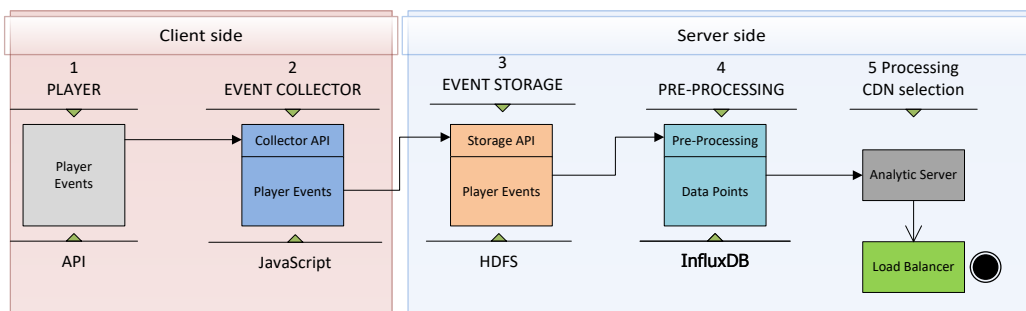 Client side
Server side
1
PLAYER
2
EVENT COLLECTOR
3
EVENT STORAGE
4
PRE-PROCESSING
5 Processing
CDN selection
Player
Events
Collector API
Player Events
Storage API
Player Events
Pre-Processing
Data Points
Analytic Server
Load Balancer
API
JavaScript
HDFS
InfluxDB